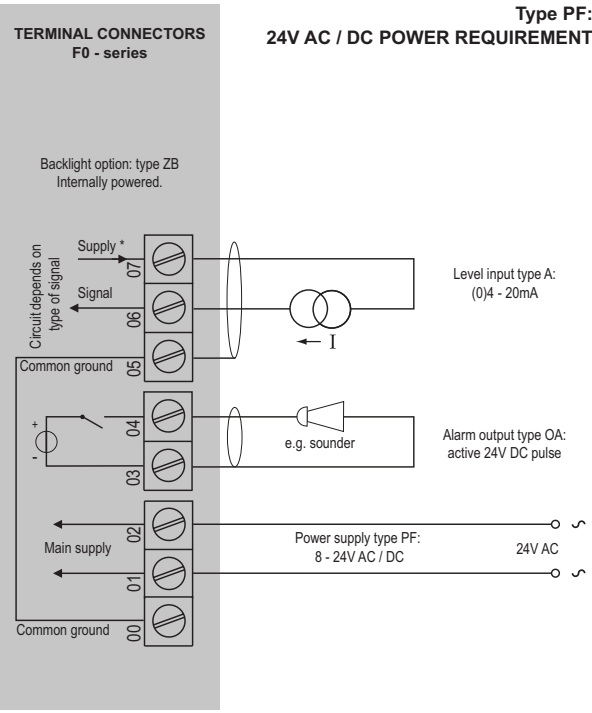 Type PF:
24V AC / DC POWER REQUIREMENT
TERMINAL CONNECTORS
F0 - series
Backlight option: type ZB
Internally powered.
Circuit depends on
type of signal
Supply *
07
Signal
06
Common ground
05
I
Level input type A:
(0)4 - 20mA
+
-
04
03
e.g. sounder
Alarm output type OA:
active 24V DC pulse
02
Main supply
01
Power supply type PF:
8 - 24V AC / DC
24V AC
Common ground
00